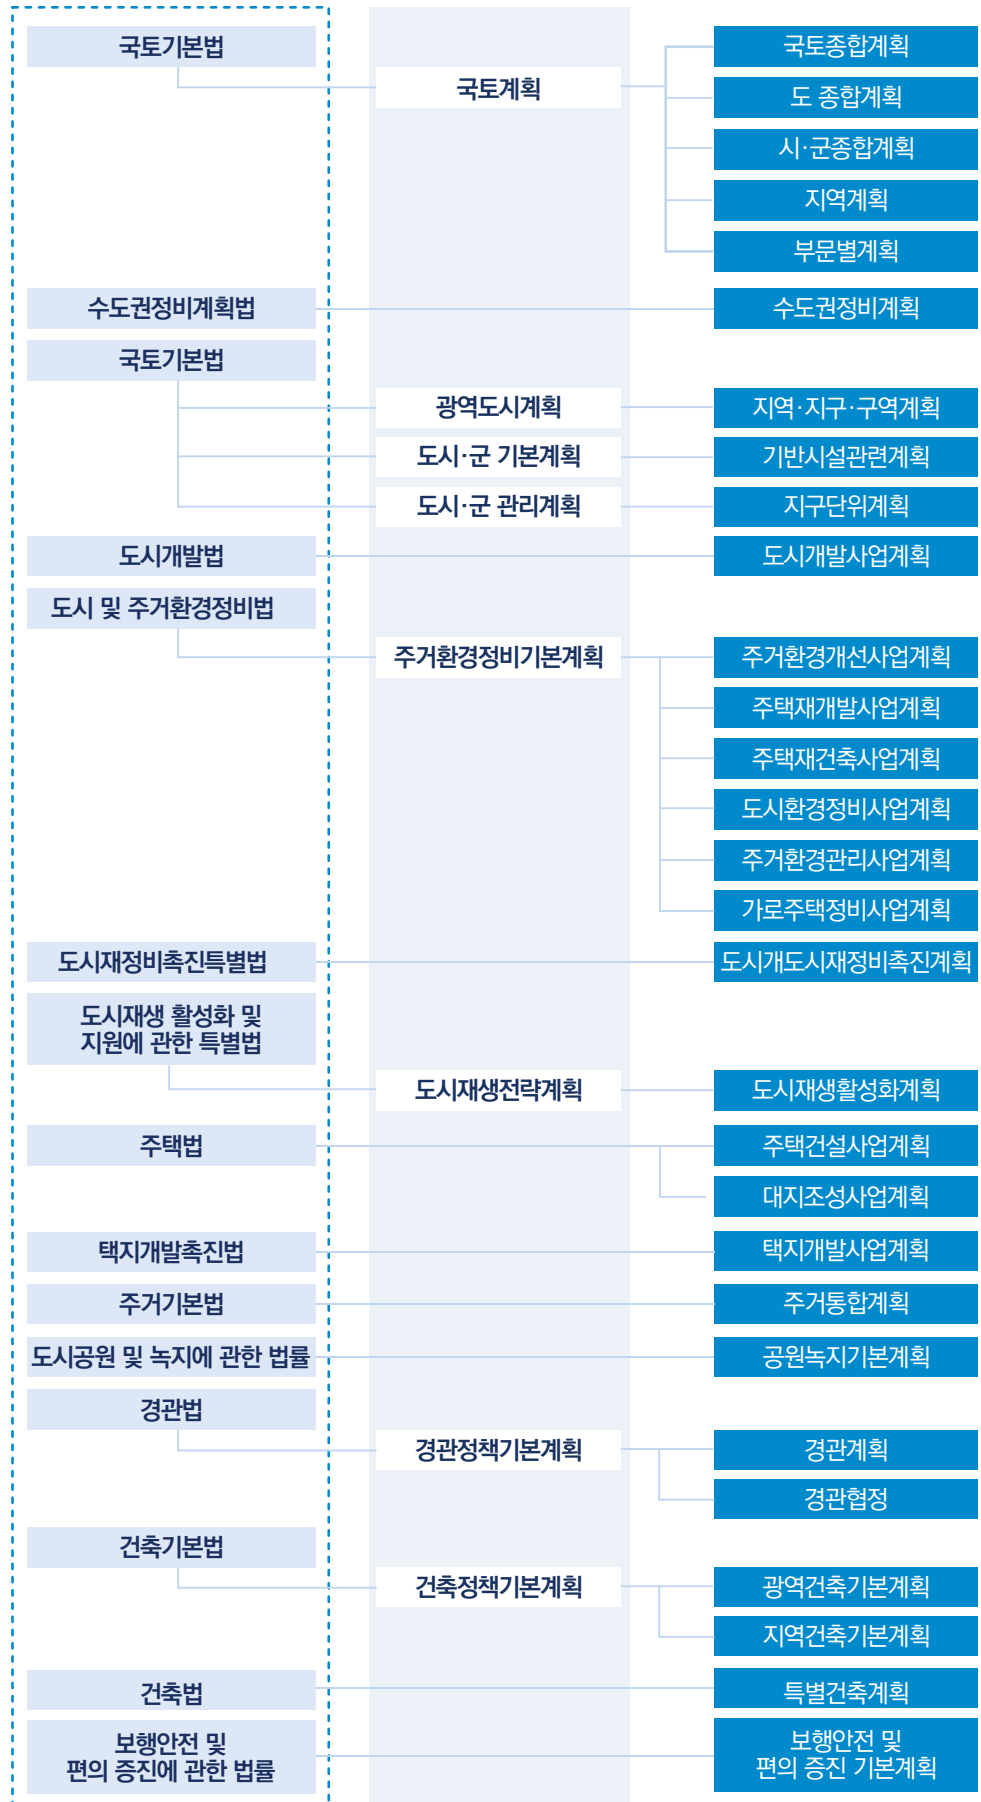 국토기본법
국토계획
국토종합계획
도 종합계획
시·군종합계획
지역계획
부문별계획
수도권정비계획법
수도권정비계획
국토기본법
광역도시계획
지역·지구·구역계획
도시·군 기본계획
기반시설관련계획
도시·군 관리계획
지구단위계획
도시개발법
도시개발사업계획
도시 및 주거환경정비법
주거환경정비기본계획
주거환경개선사업계획
주택재개발사업계획
주택재건축사업계획
도시환경정비사업계획
주거환경관리사업계획
가로주택정비사업계획
도시재정비촉진특별법
도시개도시재정비촉진계획
도시재생 활성화 및
지원에 관한 특별법
도시재생전략계획
도시재생활성화계획
주택법
주택건설사업계획
대지조성사업계획
택지개발촉진법
택지개발사업계획
주거기본법
주거통합계획
도시공원 및 녹지에 관한 법률
공원녹지기본계획
경관법
경관정책기본계획
경관계획
경관협정
건축기본법
건축정책기본계획
광역건축기본계획
지역건축기본계획
건축법
특별건축계획
보행안전 및
편의 증진에 관한 법률
보행안전 및
편의 증진 기본계획